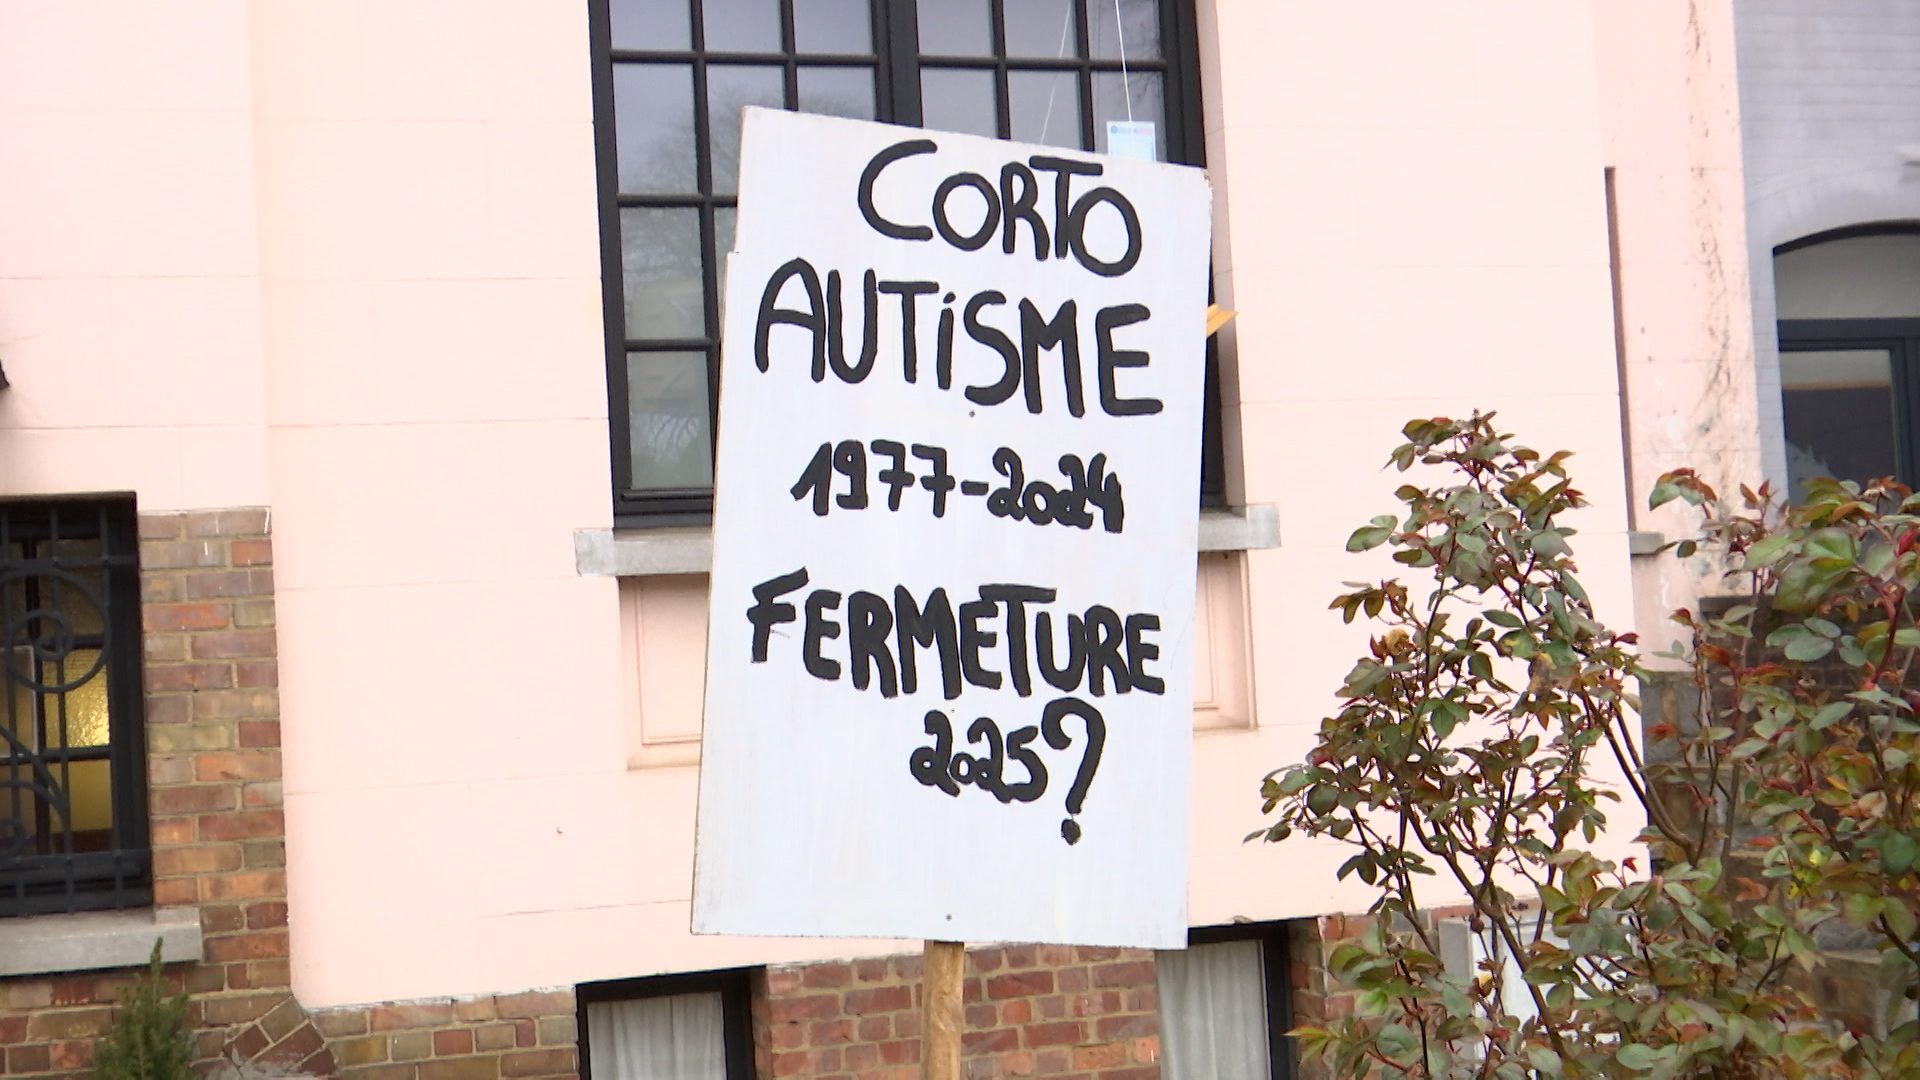 CORTO
AUTiSME
1977-2024
FERMETURE
2025?